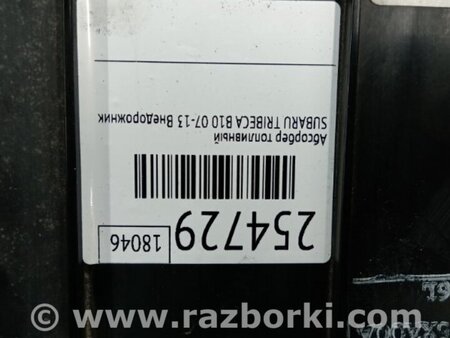 254729
18046
Абсорбер топливный
SUBARU TRIBECA B10 07-13 Внедорожник
www.razborki.com